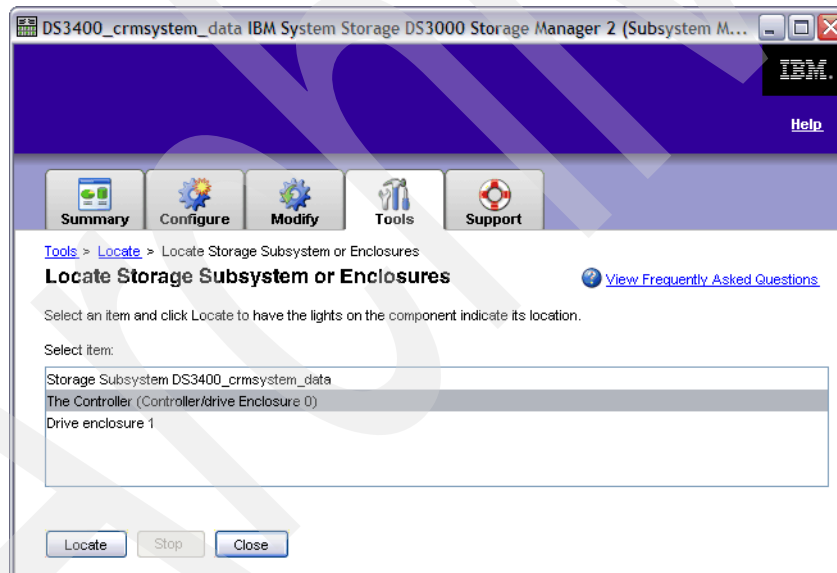 DS3400_crmsystem_data IBM System Storage DS3000 Storage Manager 2 (Subsystem M...
IBM.
Help
Summary
Configure
Modify
Tools
Support
Tools > Locate > Locate Storage Subsystem or Enclosures
Locate Storage Subsystem or Enclosures
View Frequently Asked Questions
Select an item and click Locate to have the lights on the component indicate its location.
Select item:
Storage Subsystem DS3400_crmsystem_data
The Controller (Controller/drive Enclosure 0)
Drive enclosure 1
Locate
Stop
Close